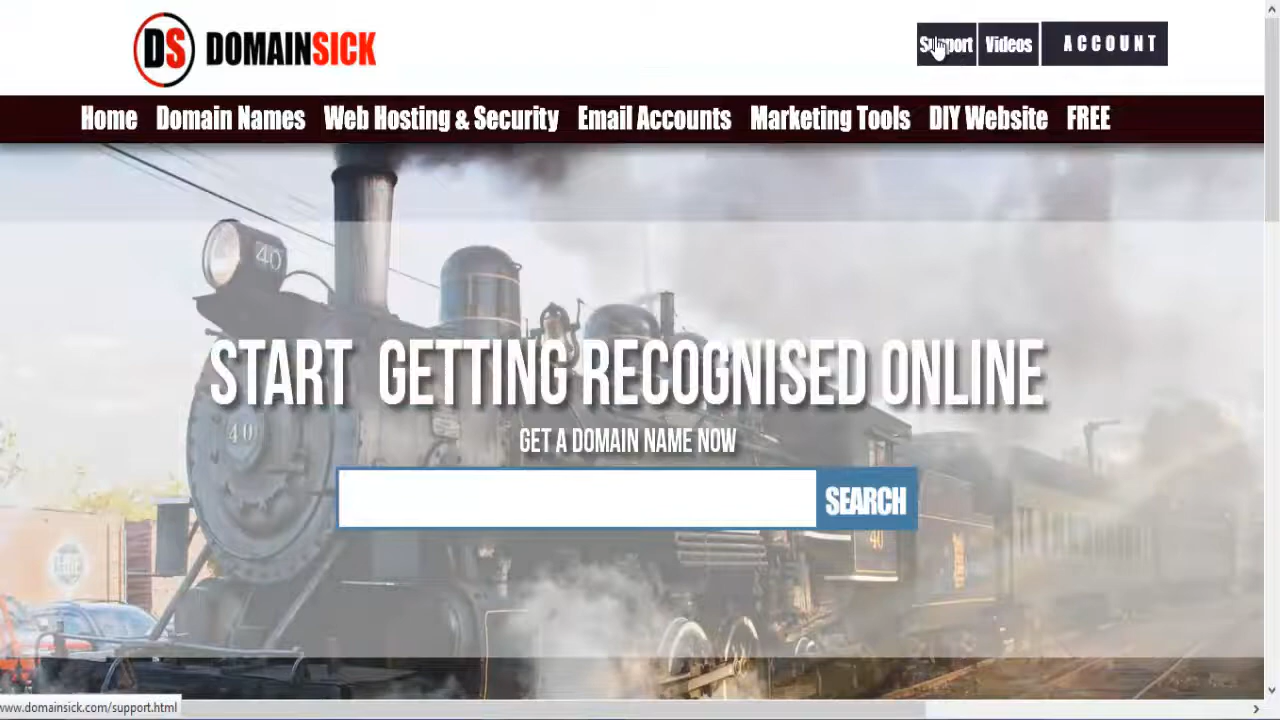 DS DOMAINSICK
Support Videos ACCOUNT
Home Domain Names Web Hosting & Security Email Accounts Marketing Tools DIY Website FREE
40
START GETTING RECOGNISED ONLINE
40
GET A DOMAIN NAME NOW
SEARCH
40
www.domainsick.com/support.html